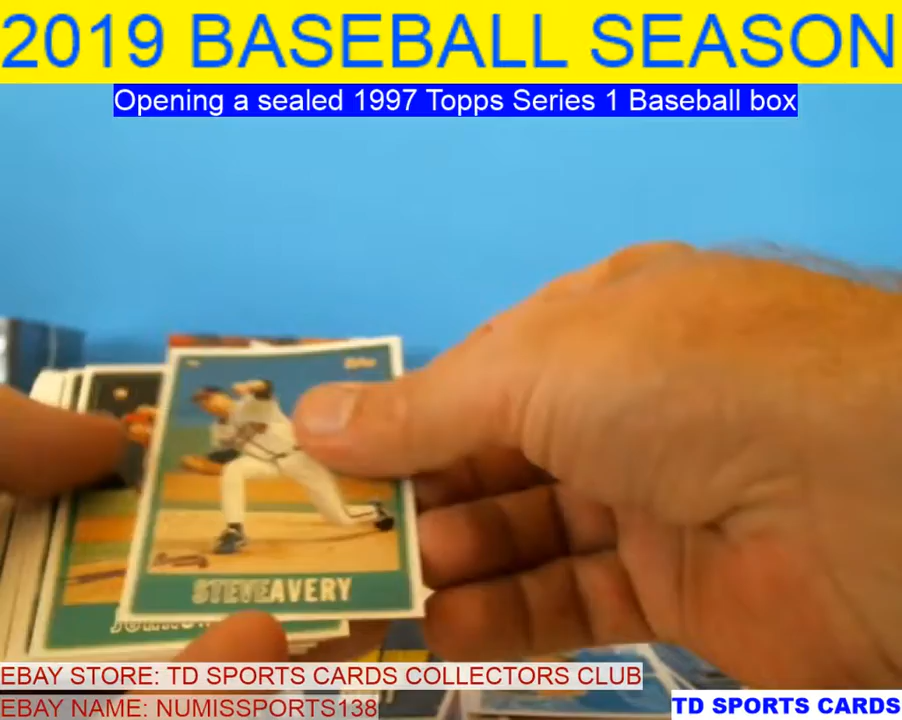 2019 BASEBALL SEASON
Opening a sealed 1997 Topps Series 1 Baseball box
STEVE AVERY
EBAY STORE: TD SPORTS CARDS COLLECTORS CLUB
EBAY NAME: NUMISSPORTS138
TD SPORTS CARDS